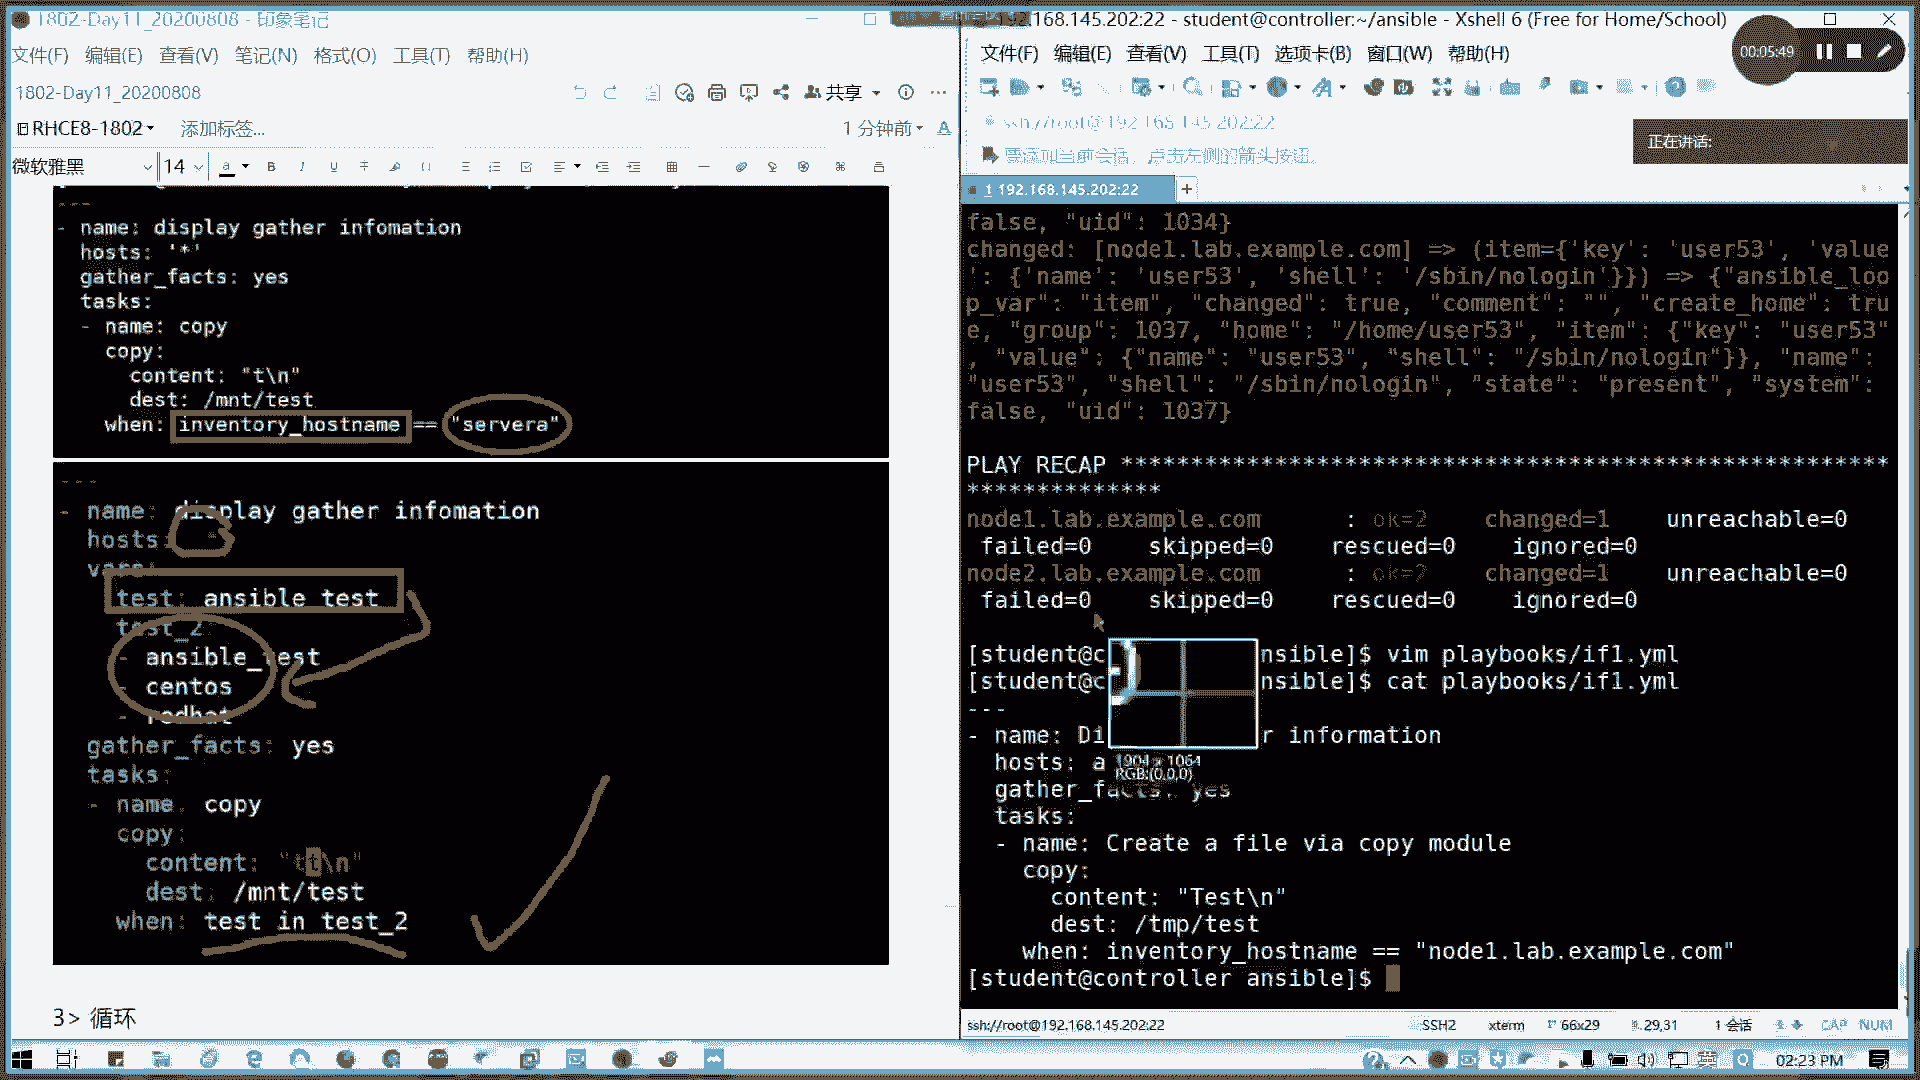 1802-Day11_20200808 - 印象笔记
文件(F) 编辑(E) 查看(V) 笔记(N) 格式(O) 工具(T) 帮助(H)
1802-Day11_20200808
共享
RHCE8-1802
添加标签...
1 分钟前
微软雅黑 14
---
- name: display gather infomation
hosts: '*'
gather_facts: yes
tasks:
- name: copy
copy:
content: "t\n"
dest: /mnt/test
when: inventory_hostname == "servera"
---
- name: display gather infomation
hosts:
vars:
test: ansible_test
test_2:
- ansible_test
- centos
- redhat
gather_facts: yes
tasks:
- name: copy
copy:
content: "tt\n"
dest: /mnt/test
when: test in test_2
3> 循环
192.168.145.202:22 - student@controller:~/ansible - Xshell 6 (Free for Home/School)
文件(F) 编辑(E) 查看(V) 工具(T) 选项卡(B) 窗口(W) 帮助(H)
00:05:49
ssh://root@192.168.145.202:22
正在讲话:
要添加当前会话，点击左侧的箭头按钮。
1 192.168.145.202:22
false, "uid": 1034}
changed: [node1.lab.example.com] => (item={'key': 'user53', 'value
': {'name': 'user53', 'shell': '/sbin/nologin'}}) => {"ansible_loo
p_var": "item", "changed": true, "comment": "", "create_home": tru
e, "group": 1037, "home": "/home/user53", "item": {"key": "user53"
, "value": {"name": "user53", "shell": "/sbin/nologin"}}, "name":
"user53", "shell": "/sbin/nologin", "state": "present", "system":
false, "uid": 1037}
PLAY RECAP *******************************************************
**************
node1.lab.example.com : ok=2 changed=1 unreachable=0
failed=0 skipped=0 rescued=0 ignored=0
node2.lab.example.com : ok=2 changed=1 unreachable=0
failed=0 skipped=0 rescued=0 ignored=0
[student@c nsible]$ vim playbooks/if1.yml
[student@c nsible]$ cat playbooks/if1.yml
---
- name: Di r information
hosts: a
1904 x 1064
RGB:(0,0,0)
gather_facts: yes
tasks:
- name: Create a file via copy module
copy:
content: "Test\n"
dest: /tmp/test
when: inventory_hostname == "node1.lab.example.com"
[student@controller ansible]$
ssh://root@192.168.145.202:22 SSH2 xterm 66x29 29,31 1 会话 CAP NUM
英 02:23 PM